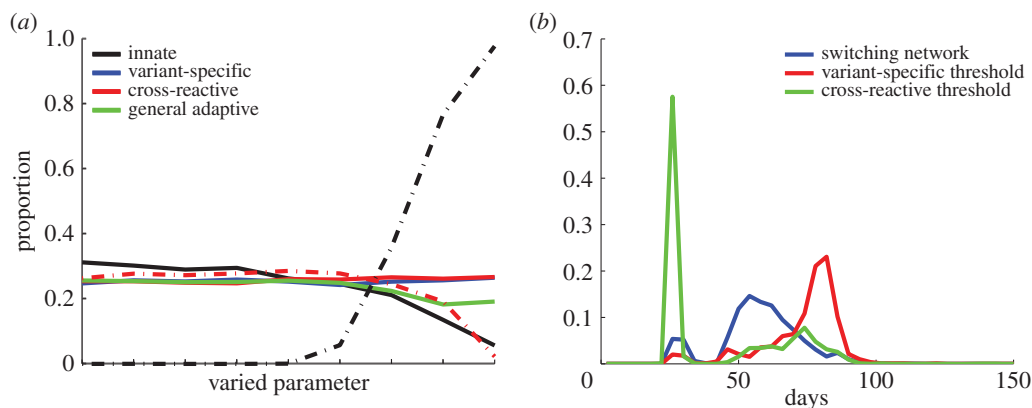 (a)
1.0
0.8
0.6
0.4
0.2
0
proportion
innate
variant-specific
cross-reactive
general adaptive
varied parameter
(b)
0.7
0.6
0.5
0.4
0.3
0.2
0.1
switching network
variant-specific threshold
cross-reactive threshold
0 50 100 150
days